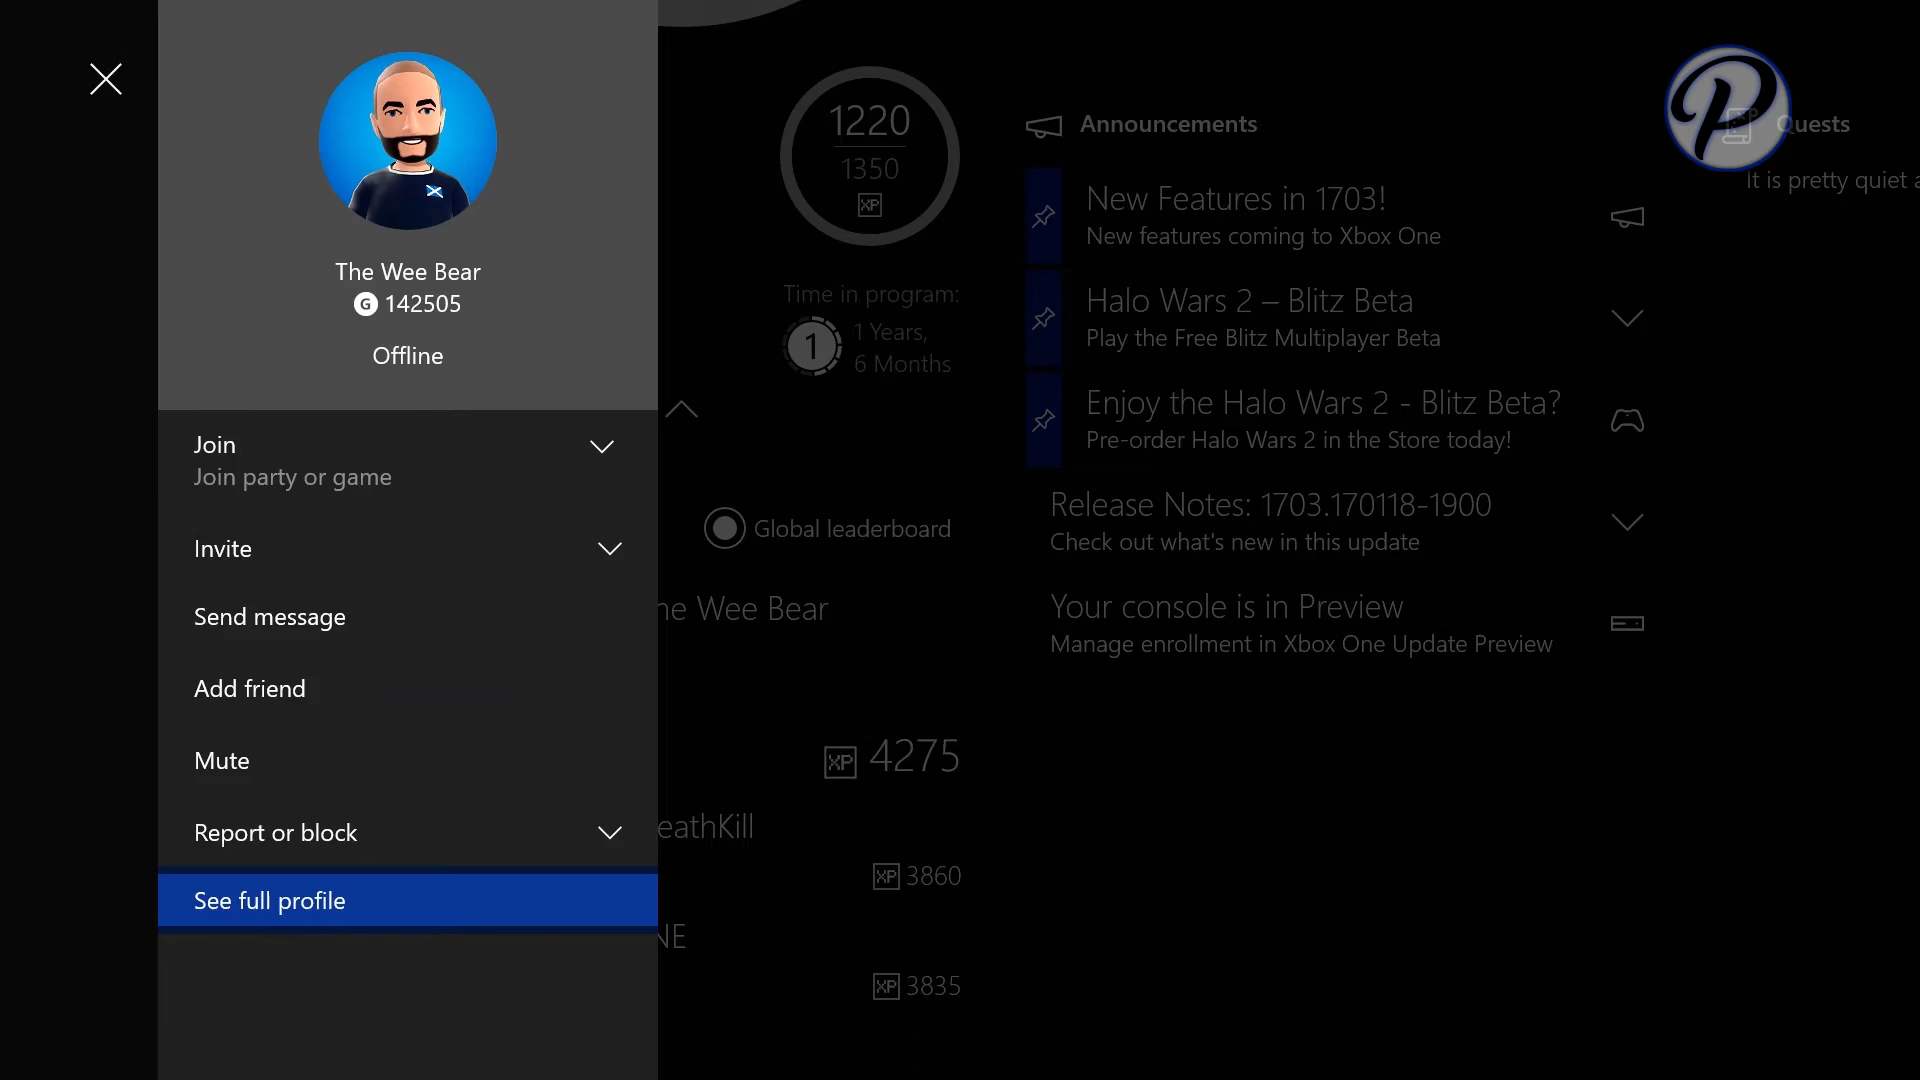 The Wee Bear
G 142505
Offline
Join
Join party or game
Invite
Send message
Add friend
Mute
Report or block
See full profile
1220
1350
XP
Time in program:
1
1 Years,
6 Months
Global leaderboard
he Wee Bear
XP 4275
eathKill
XP 3860
NE
XP 3835
Announcements
New Features in 1703!
New features coming to Xbox One
Halo Wars 2 – Blitz Beta
Play the Free Blitz Multiplayer Beta
Enjoy the Halo Wars 2 - Blitz Beta?
Pre-order Halo Wars 2 in the Store today!
Release Notes: 1703.170118-1900
Check out what's new in this update
Your console is in Preview
Manage enrollment in Xbox One Update Preview
P
XP
Quests
It is pretty quiet a